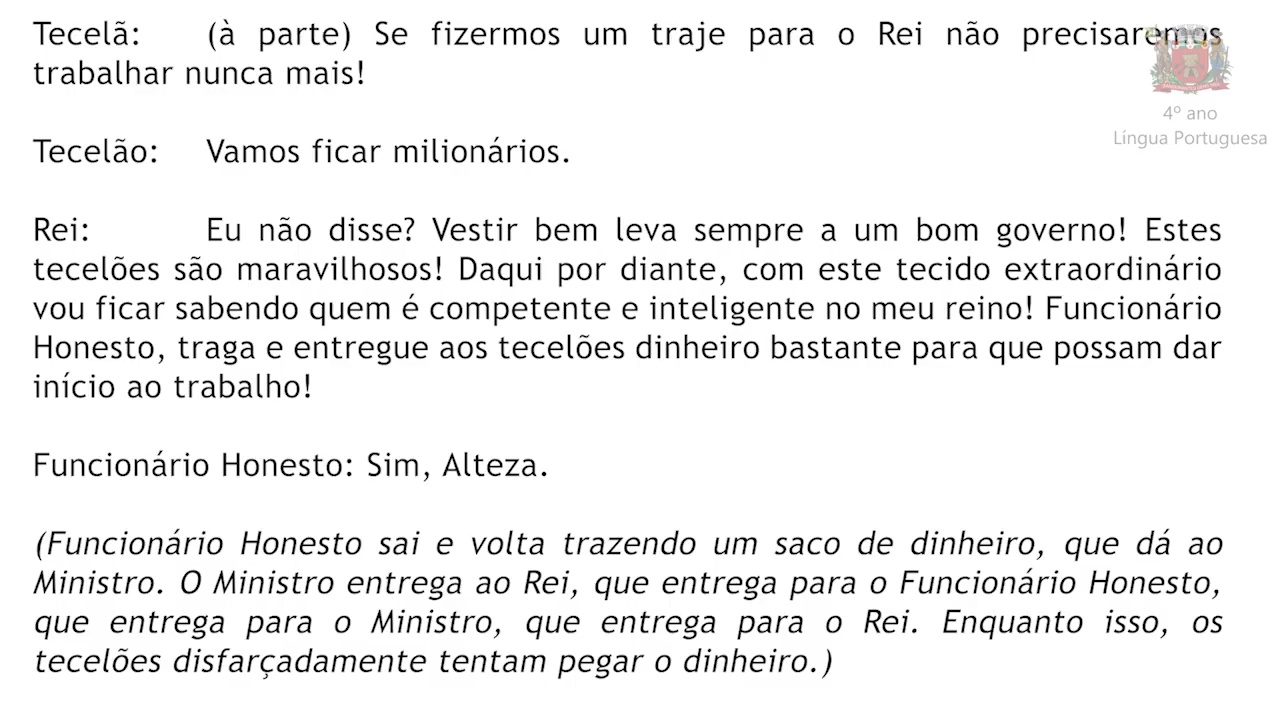 Tecelã: (à parte) Se fizermos um traje para o Rei não precisaremos
trabalhar nunca mais!
4º ano
Língua Portuguesa
Tecelão: Vamos ficar milionários.
Rei: Eu não disse? Vestir bem leva sempre a um bom governo! Estes
tecelões são maravilhosos! Daqui por diante, com este tecido extraordinário
vou ficar sabendo quem é competente e inteligente no meu reino! Funcionário
Honesto, traga e entregue aos tecelões dinheiro bastante para que possam dar
início ao trabalho!
Funcionário Honesto: Sim, Alteza.
(Funcionário Honesto sai e volta trazendo um saco de dinheiro, que dá ao
Ministro. O Ministro entrega ao Rei, que entrega para o Funcionário Honesto,
que entrega para o Ministro, que entrega para o Rei. Enquanto isso, os
tecelões disfarçadamente tentam pegar o dinheiro.)